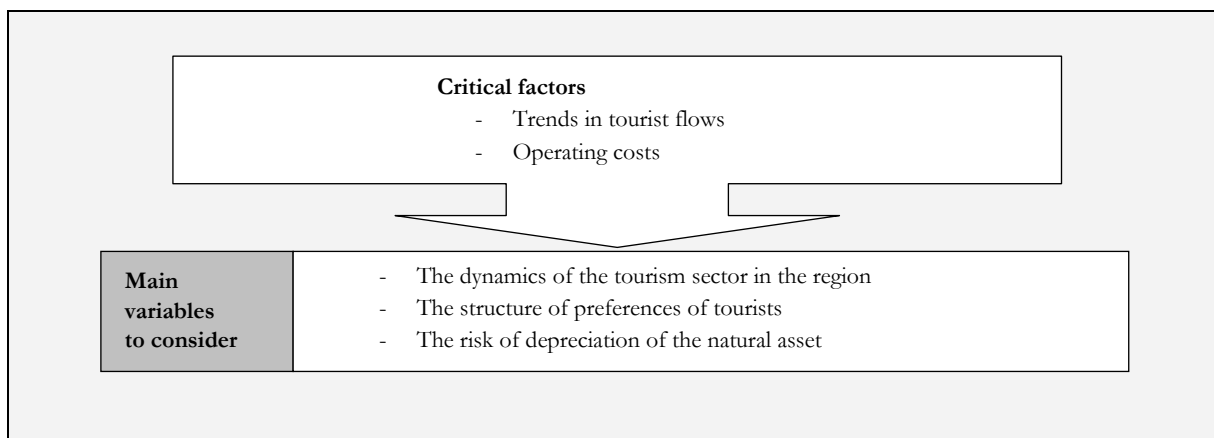 Critical factors
- Trends in tourist flows
- Operating costs
Main
variables
to consider
- The dynamics of the tourism sector in the region
- The structure of preferences of tourists
- The risk of depreciation of the natural asset